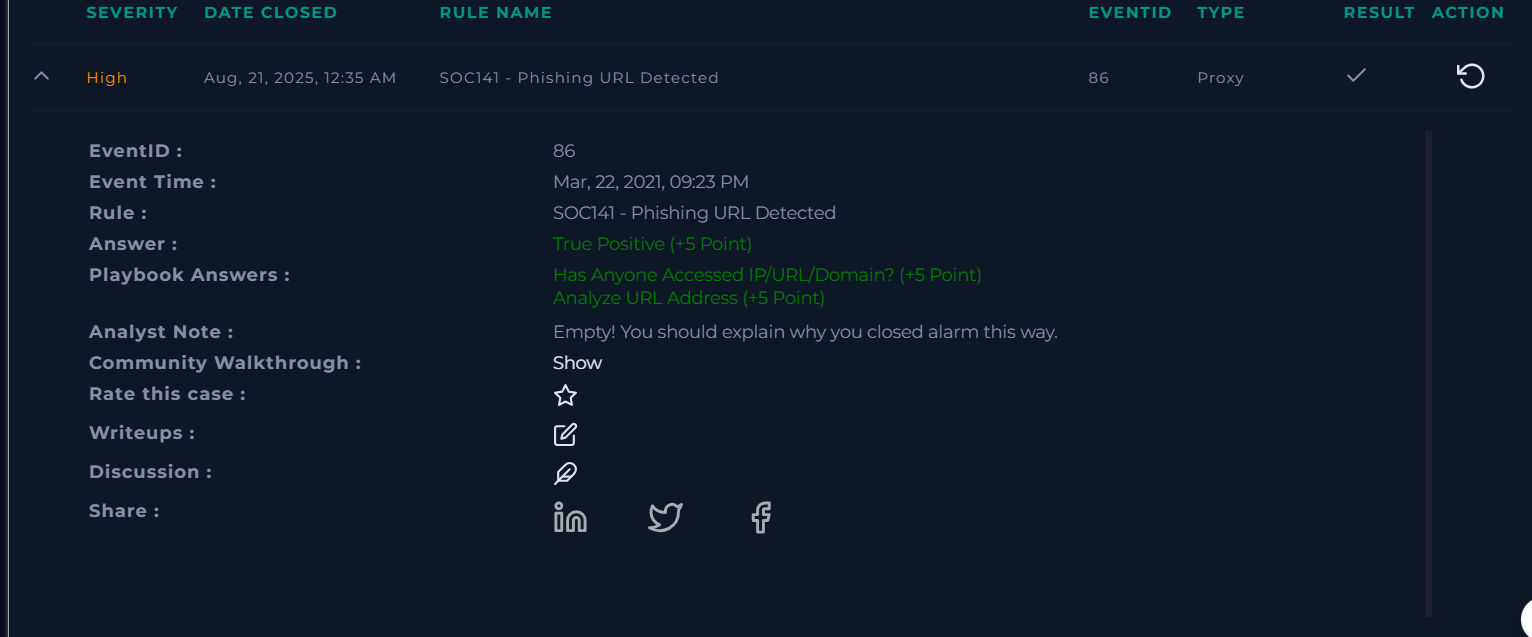 SEVERITY DATE CLOSED RULE NAME EVENTID TYPE RESULT ACTION
High Aug, 21, 2025, 12:35 AM SOC141 - Phishing URL Detected 86 Proxy
EventID : 86
Event Time : Mar, 22, 2021, 09:23 PM
Rule : SOC141 - Phishing URL Detected
Answer : True Positive (+5 Point)
Playbook Answers : Has Anyone Accessed IP/URL/Domain? (+5 Point)
Analyze URL Address (+5 Point)
Analyst Note : Empty! You should explain why you closed alarm this way.
Community Walkthrough : Show
Rate this case :
Writeups :
Discussion :
Share : in